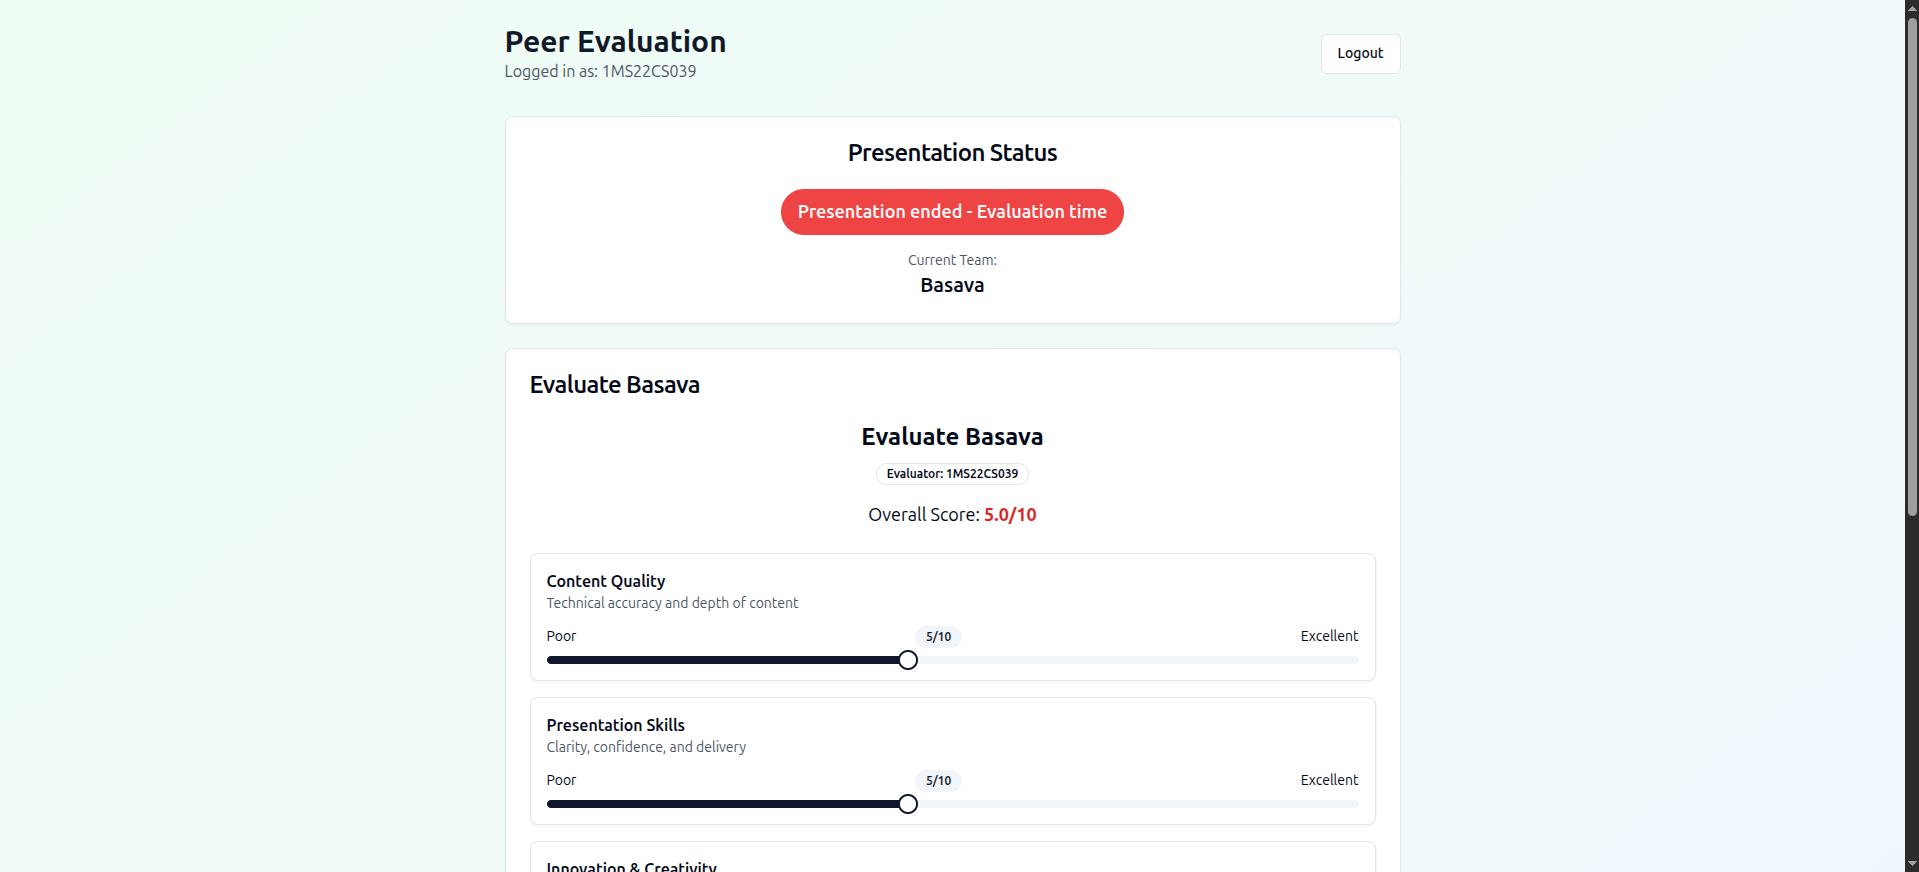 Peer Evaluation
Logged in as: 1MS22CS039
Logout
Presentation Status
Presentation ended - Evaluation time
Current Team:
Basava
Evaluate Basava
Evaluate Basava
Evaluator: 1MS22CS039
Overall Score: 5.0/10
Content Quality
Technical accuracy and depth of content
Poor 5/10 Excellent
Presentation Skills
Clarity, confidence, and delivery
Poor 5/10 Excellent
Innovation & Creativity